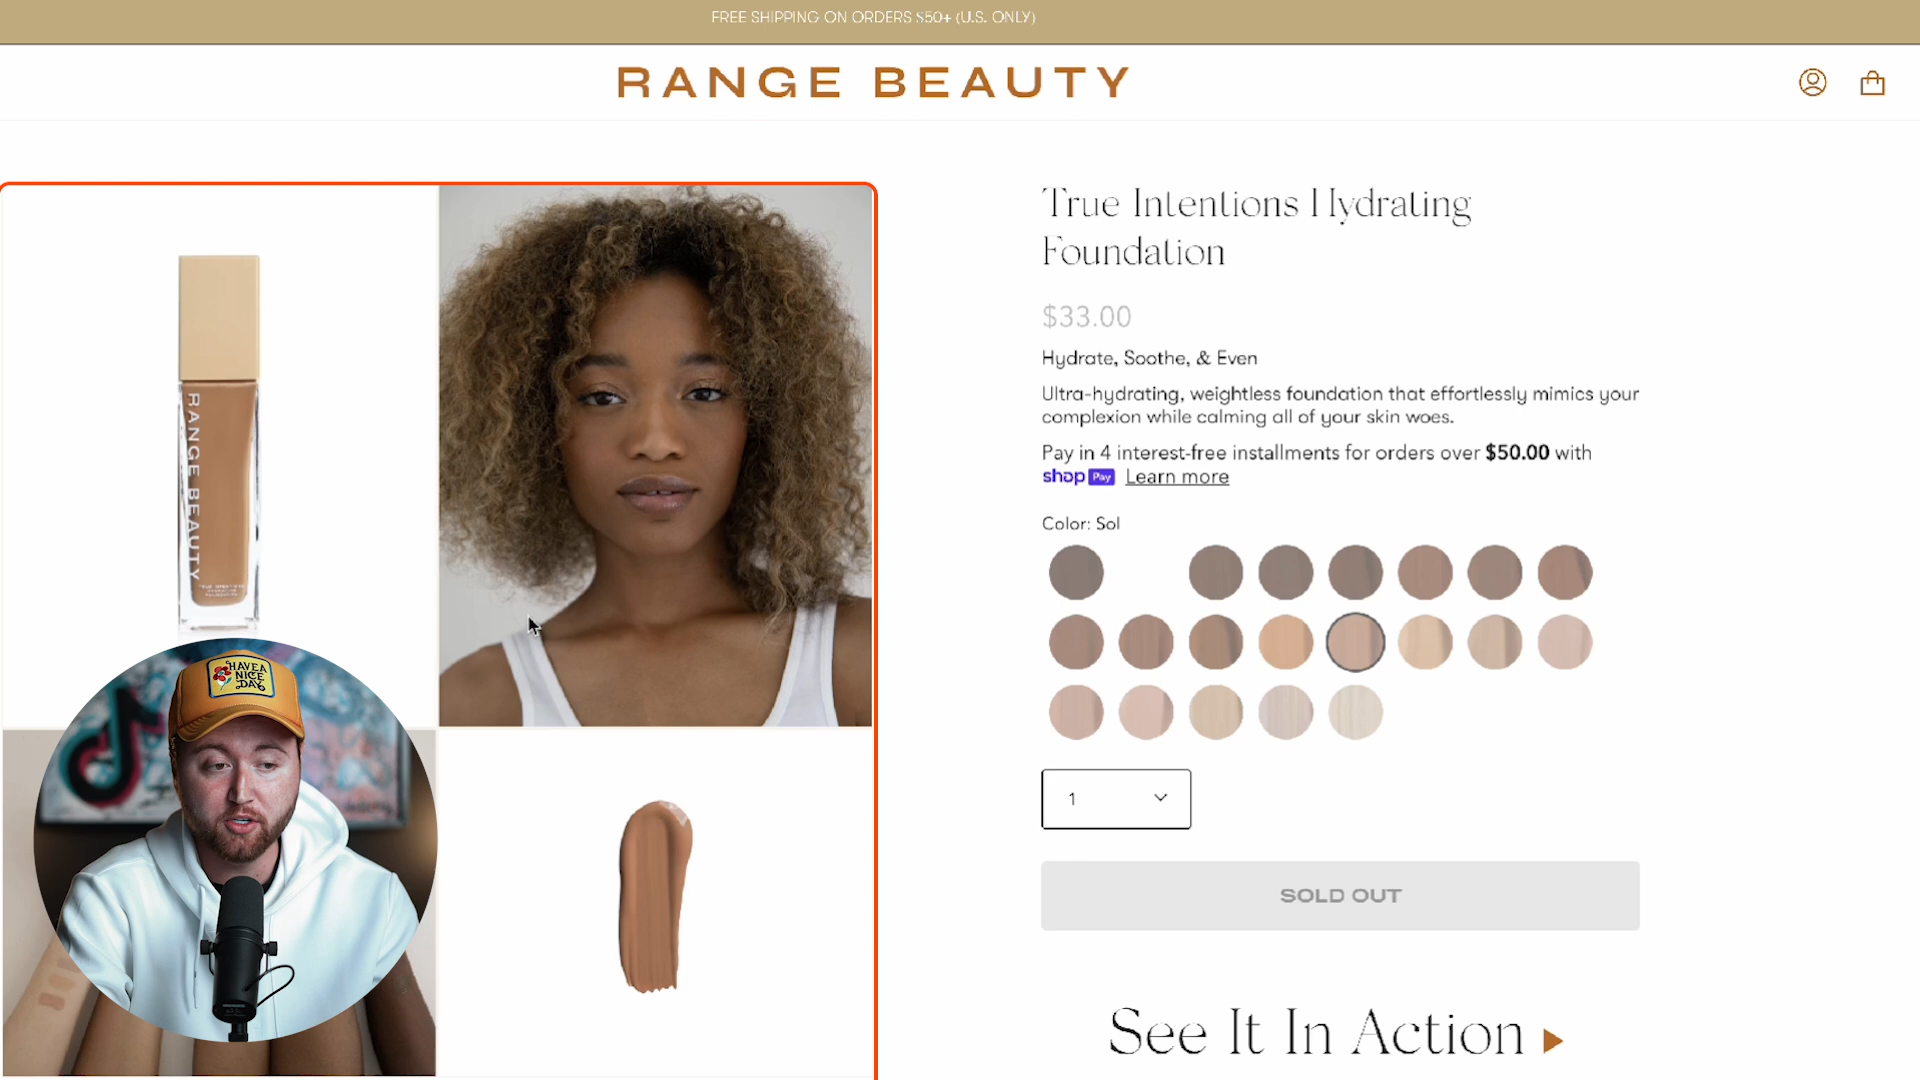 FREE SHIPPING ON ORDERS $50+ (U.S. ONLY)
RANGE BEAUTY
True Intentions Hydrating
Foundation
$33.00
Hydrate, Soothe, & Even
Ultra-hydrating, weightless foundation that effortlessly mimics your
complexion while calming all of your skin woes.
Pay in 4 interest-free installments for orders over $50.00 with
shop Pay Learn more
Color: Sol
1
SOLD OUT
See It In Action
RANGE BEAUTY
HAVE A
NICE
DAY